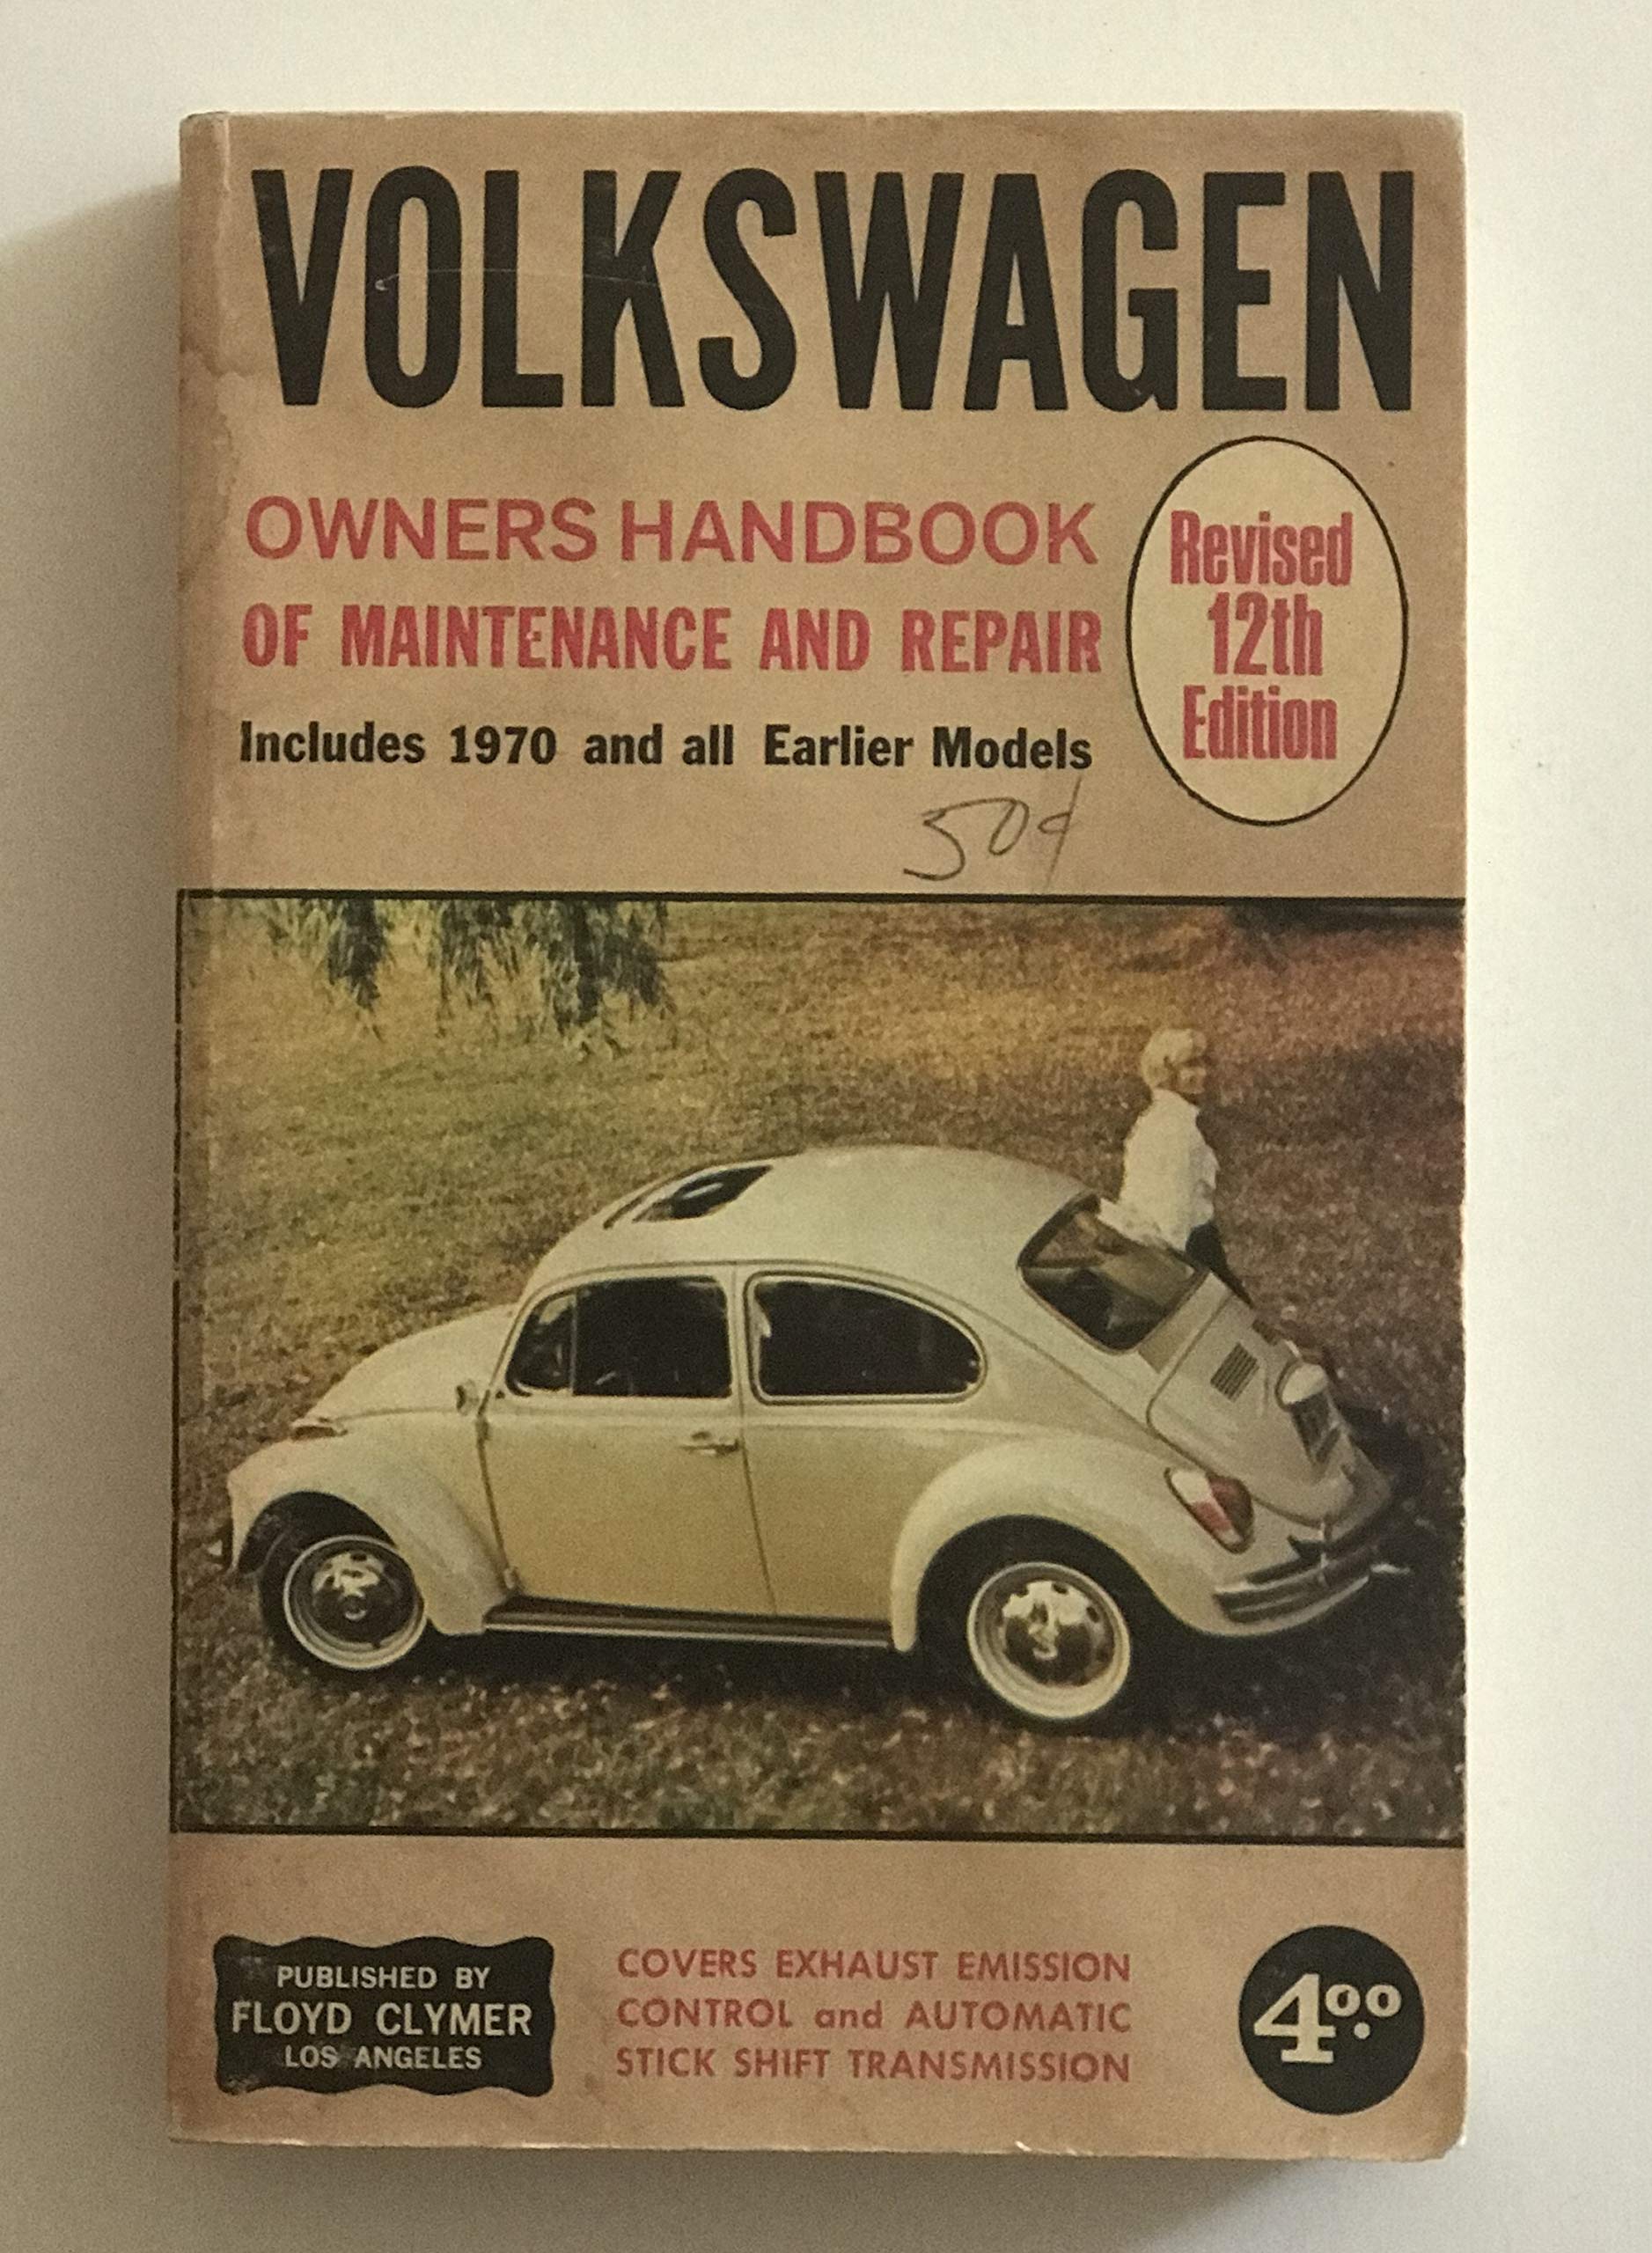 VOLKSWAGEN
OWNERS HANDBOOK
OF MAINTENANCE AND REPAIR
Includes 1970 and all Earlier Models
Revised
12th
Edition
50¢
PUBLISHED BY
FLOYD CLYMER
LOS ANGELES
COVERS EXHAUST EMISSION
CONTROL and AUTOMATIC
STICK SHIFT TRANSMISSION
4.00